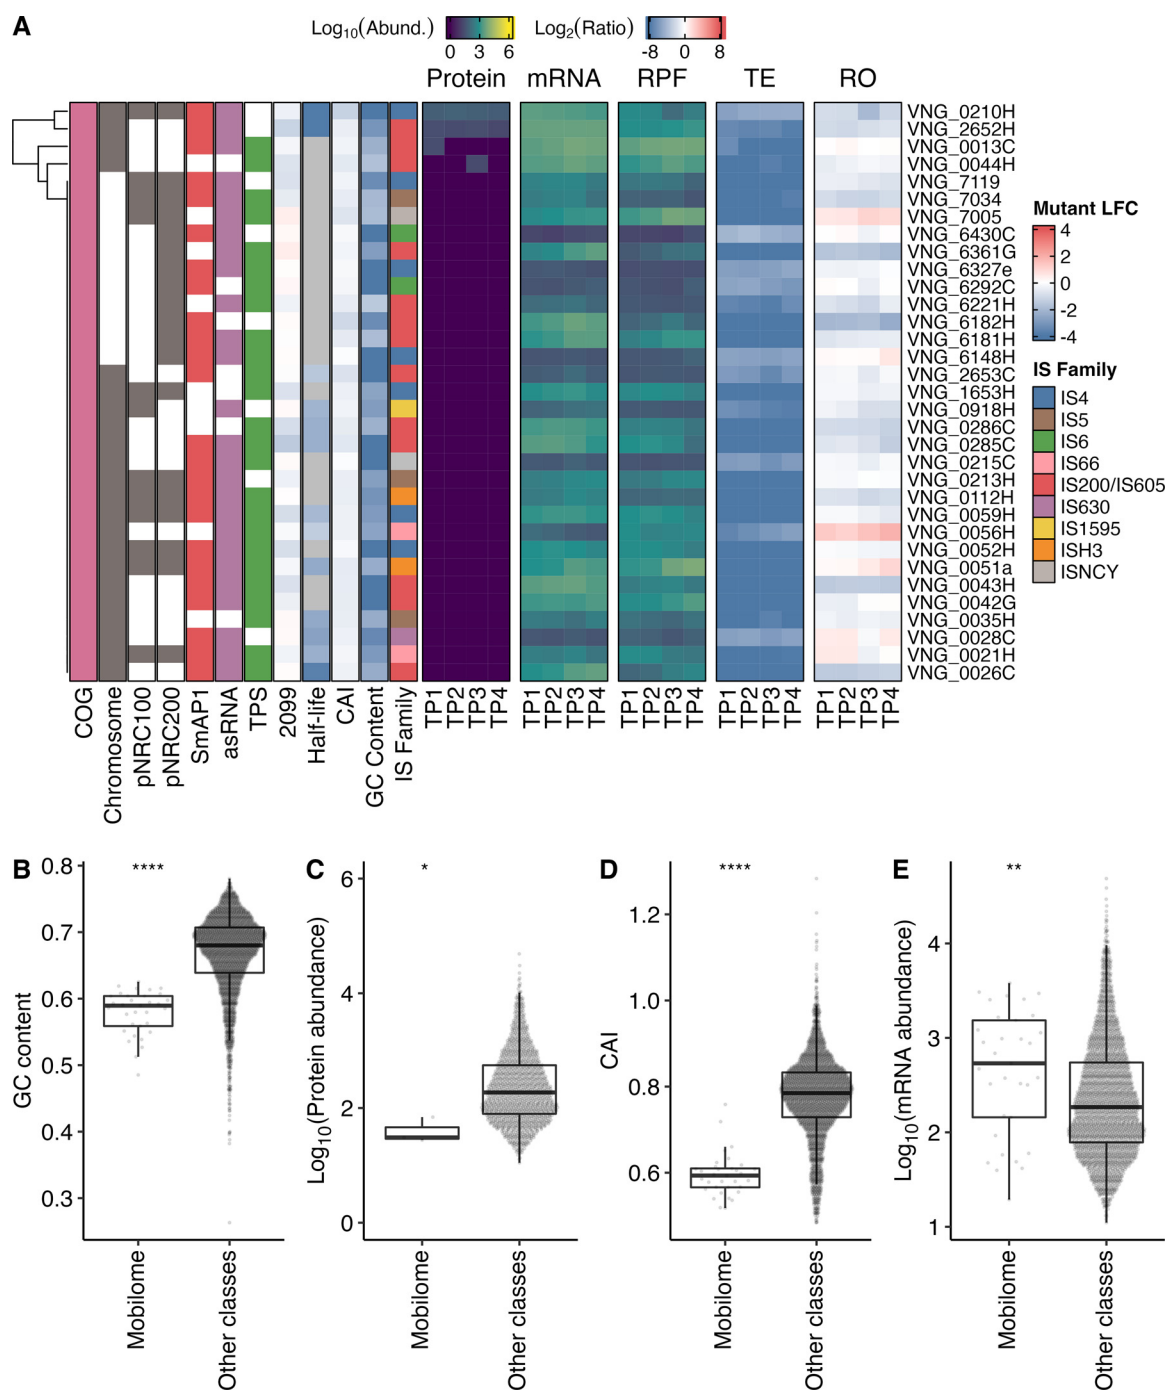 A
Log10(Abund.)
0 3 6
Log2(Ratio)
-8 0 8
Protein mRNA RPF TE RO
VNG_0210H
VNG_2652H
VNG_0013C
VNG_0044H
VNG_7119
VNG_7034
VNG_7005
VNG_6430C
VNG_6361G
VNG_6327e
VNG_6292C
VNG_6221H
VNG_6182H
VNG_6181H
VNG_6148H
VNG_2653C
VNG_1653H
VNG_0918H
VNG_0286C
VNG_0285C
VNG_0215C
VNG_0213H
VNG_0112H
VNG_0059H
VNG_0056H
VNG_0052H
VNG_0051a
VNG_0043H
VNG_0042G
VNG_0035H
VNG_0028C
VNG_0021H
VNG_0026C
Mutant LFC
4
2
0
-2
-4
IS Family
IS4
IS5
IS6
IS66
IS200/IS605
IS630
IS1595
ISH3
ISNCY
COG
Chromosome
pNRC100
pNRC200
SmAP1
asRNA
TPS
2099
Half-life
CAI
GC Content
IS Family
TP1 TP2 TP3 TP4
TP1 TP2 TP3 TP4
TP1 TP2 TP3 TP4
TP1 TP2 TP3 TP4
TP1 TP2 TP3 TP4
B
GC content
0.8
0.7
0.6
0.5
0.4
0.3
****
Mobilome
Other classes
C
Log10(Protein abundance)
6
4
2
0
*
Mobilome
Other classes
D
CAI
1.2
1.0
0.8
0.6
****
Mobilome
Other classes
E
Log10(mRNA abundance)
4
3
2
1
**
Mobilome
Other classes